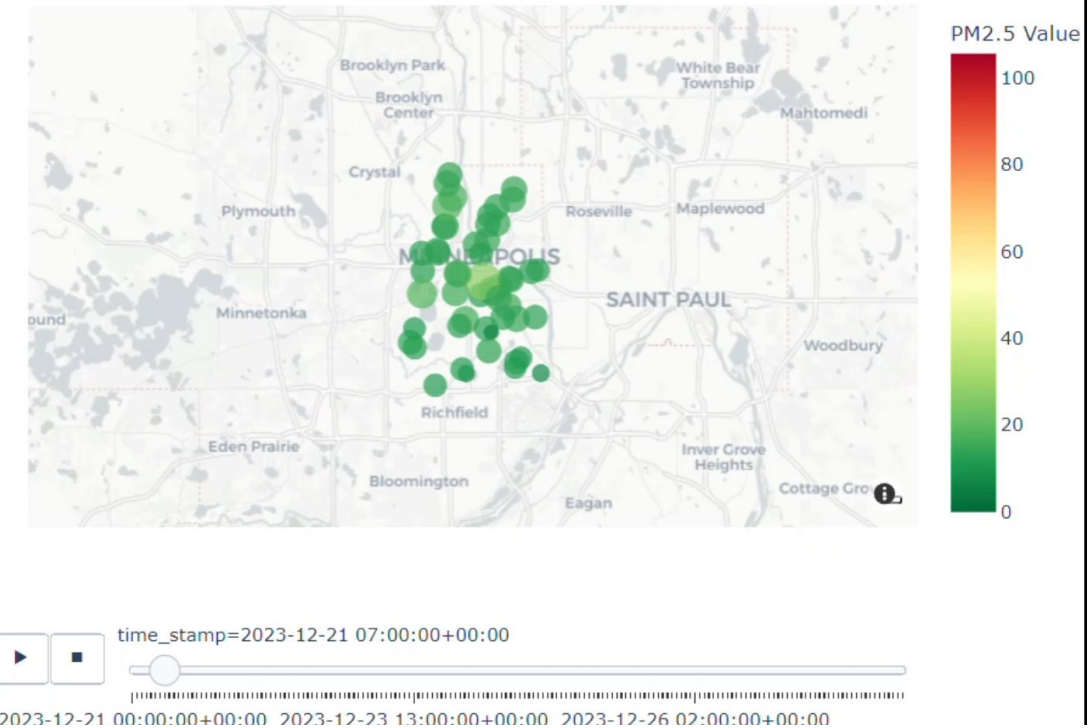 PM2.5 Value
100
80
60
40
20
0
Brooklyn Park
White Bear
Township
Brooklyn
Center
Mahtomedi
Crystal
Plymouth
Roseville
Maplewood
MINNEAPOLIS
SAINT PAUL
Minnetonka
ound
Woodbury
Richfield
Eden Prairie
Inver Grove
Heights
Bloomington
Cottage Gro
Eagan
time_stamp=2023-12-21 07:00:00+00:00
2023-12-21 00:00:00+00:00 2023-12-23 13:00:00+00:00 2023-12-26 02:00:00+00:00